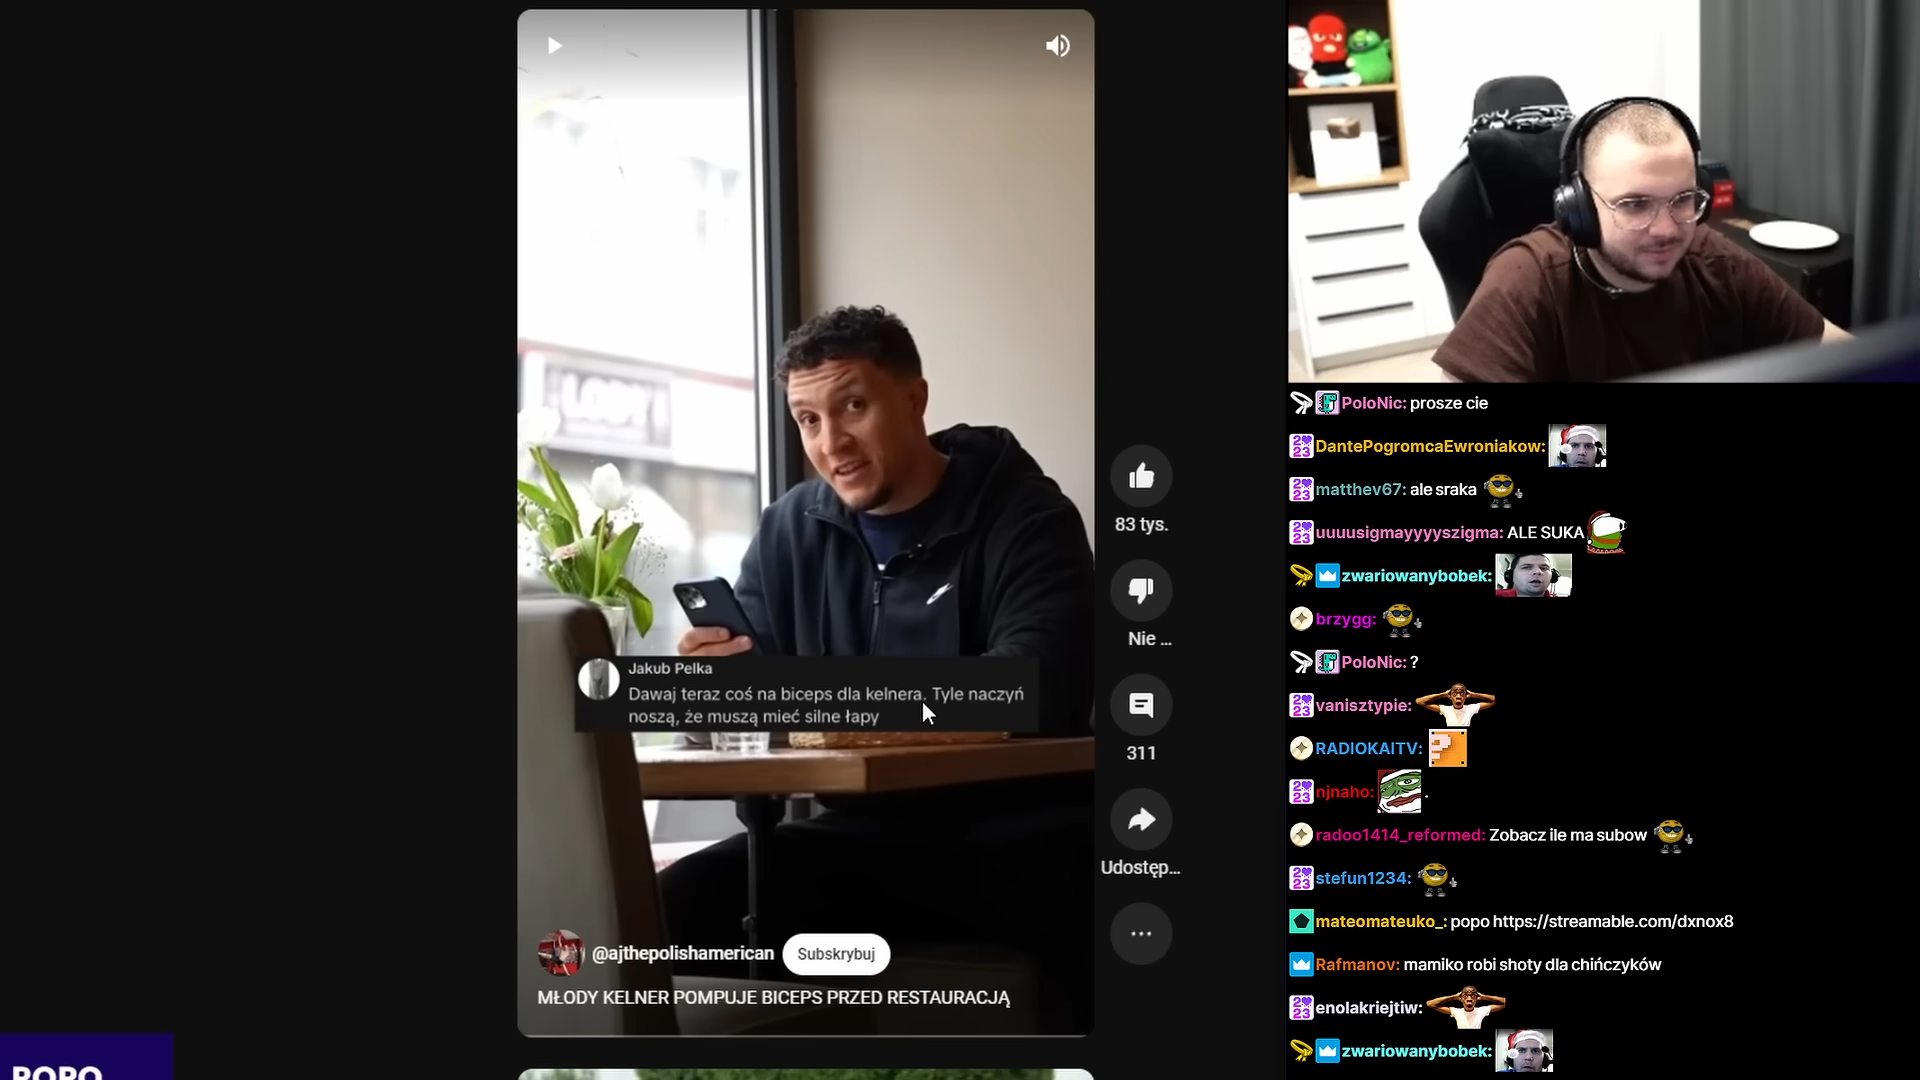 LODY
Jakub Pelka
Dawaj teraz coś na biceps dla kelnera. Tyle naczyń
noszą, że muszą mieć silne łapy
@ajthepolishamerican
Subskrybuj
MŁODY KELNER POMPUJE BICEPS PRZED RESTAURACJĄ
83 tys.
Nie ...
311
Udostęp...
...
POPO
PoloNic: prosze cie
DantePogromcaEwroniakow:
matthev67: ale sraka
uuuusigmayyyyszigma: ALE SUKA
zwariowanybobek:
brzygg:
PoloNic: ?
vanisztypie:
RADIOKAITV:
njnaho: .
radoo1414_reformed: Zobacz ile ma subow
stefun1234:
mateomateuko_: popo https://streamable.com/dxnox8
Rafmanov: mamiko robi shoty dla chińczyków
enolakriejtiw:
zwariowanybobek: